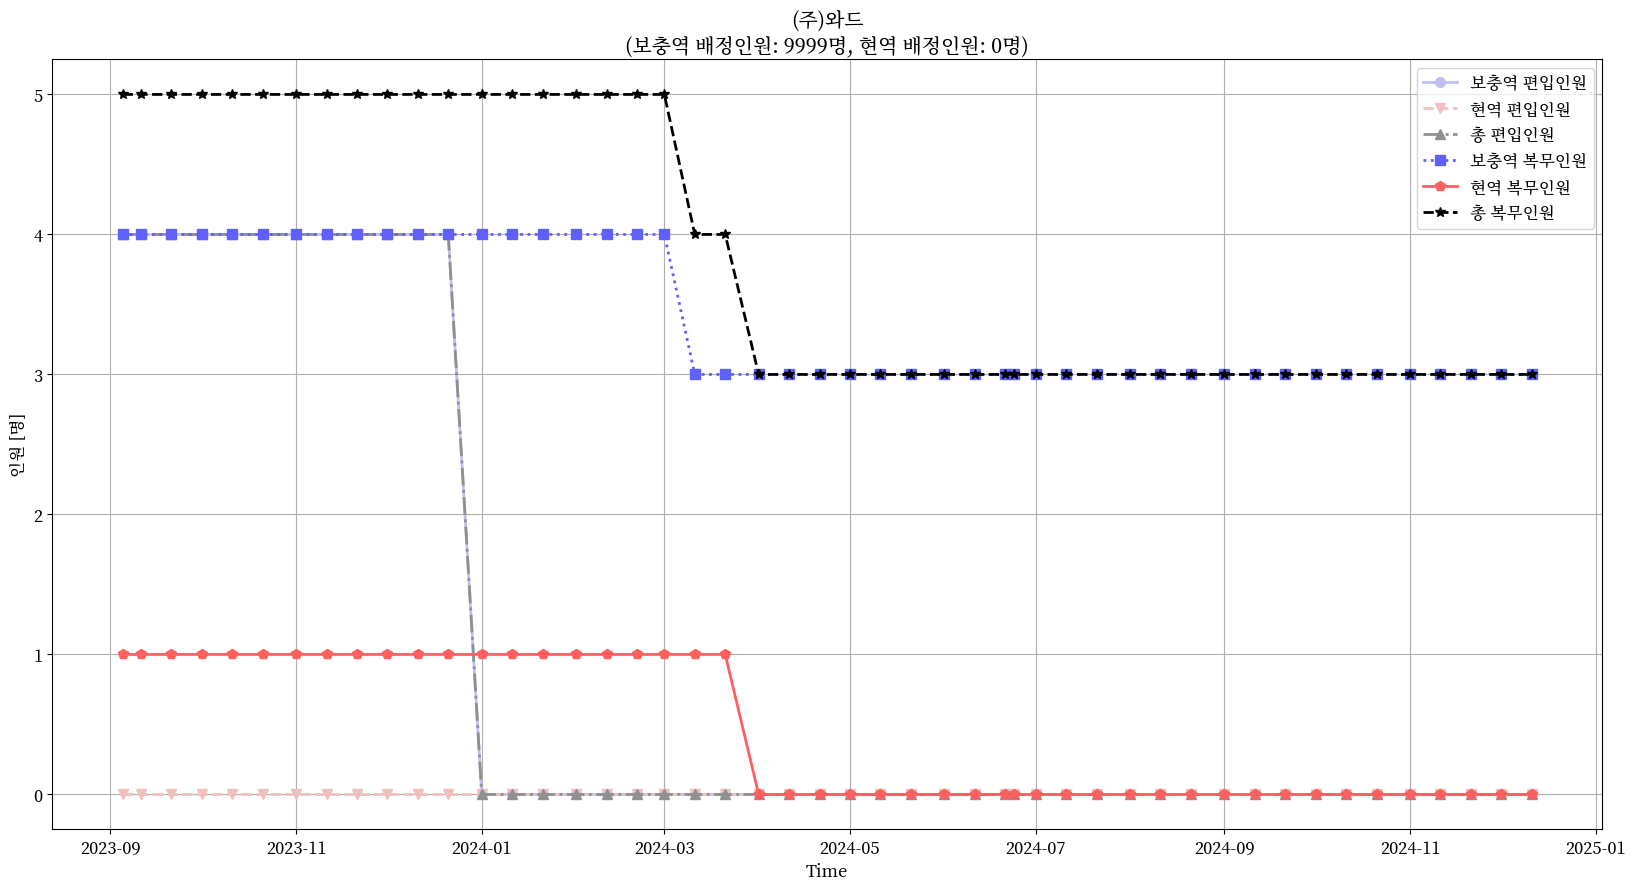 (주)와드
(보충역 배정인원: 9999명, 현역 배정인원: 0명)
보충역 편입인원
현역 편입인원
총 편입인원
보충역 복무인원
현역 복무인원
총 복무인원
인원 [명]
5
4
3
2
1
0
2023-09
2023-11
2024-01
2024-03
2024-05
2024-07
2024-09
2024-11
2025-01
Time